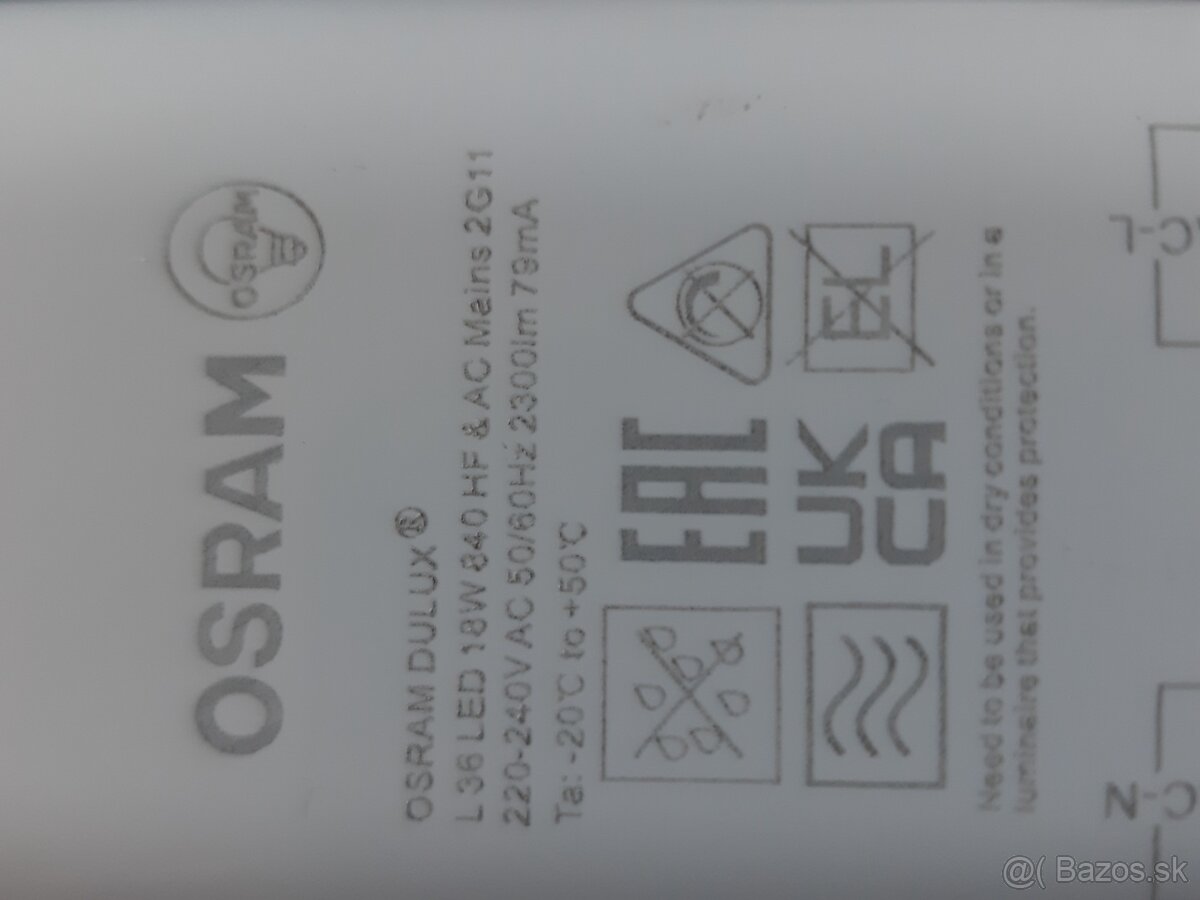 OSRAM
OSRAM
OSRAM DULUX®
L 36 LED 18W 840 HF & AC Mains 2G11
220-240V AC 50/60Hz 2300lm 79mA
Ta: -20℃ to +50℃
EAC
EL
UK
CA
Need to be used in dry conditions or in a
luminaire that provides protection.
N
L
@( Bazos.sk